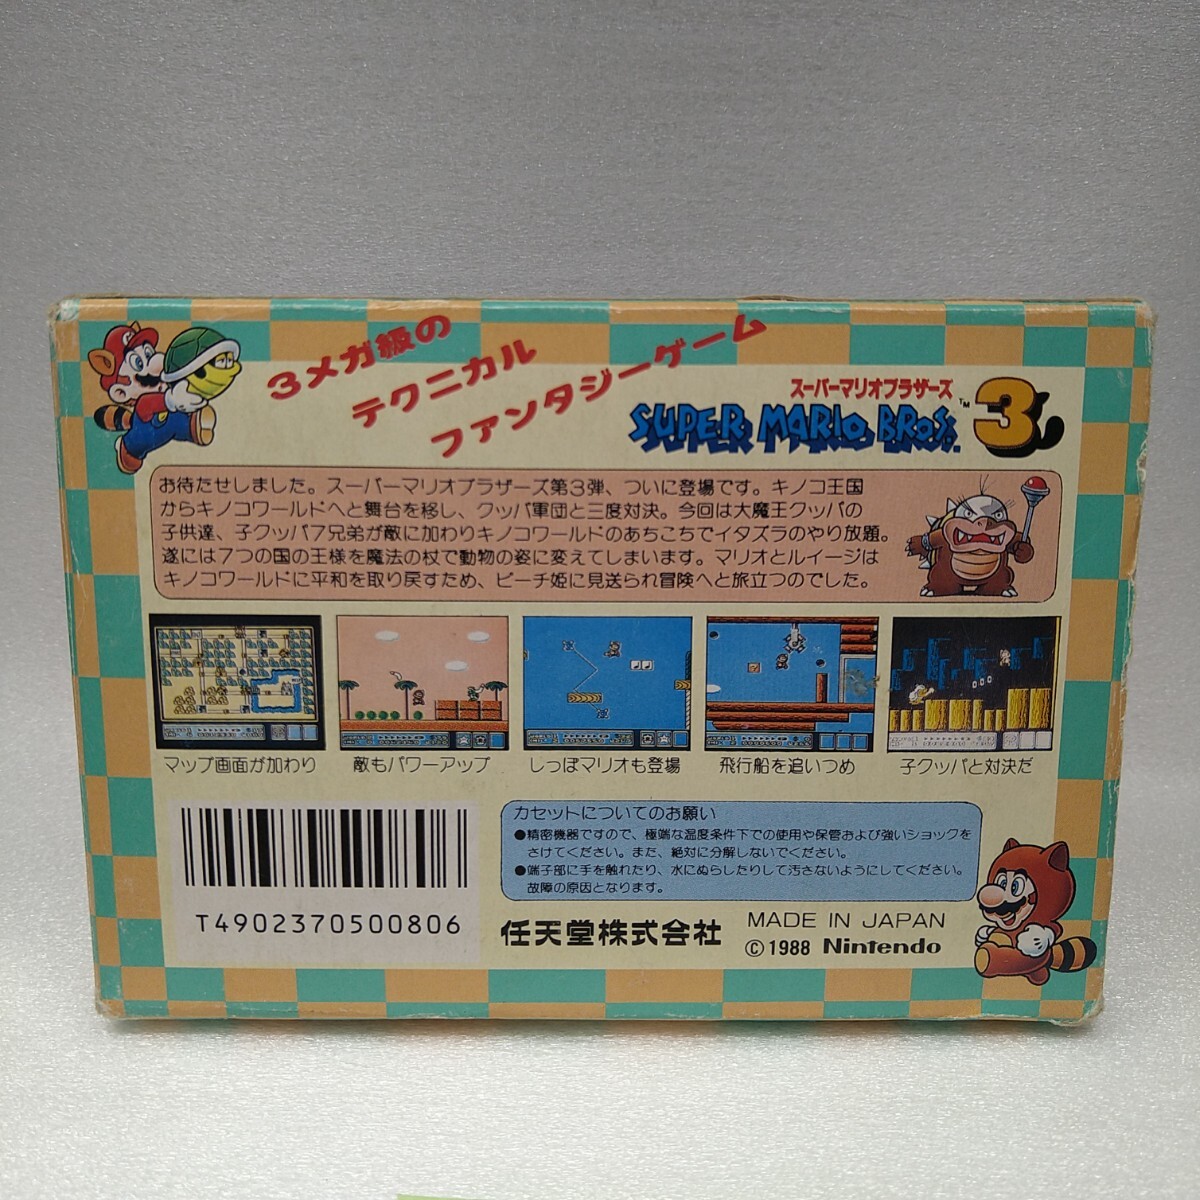 3メガ級の
テクニカル
ファンタジーゲーム
スーパーマリオブラザーズ
SUPER MARIO BROS.™ 3
お待たせしました。スーパーマリオブラザーズ第3弾、ついに登場です。キノコ王国
からキノコワールドへと舞台を移し、クッパ軍団と三度対決。今回は大魔王クッパの
子供達、子クッパ7兄弟が敵に加わりキノコワールドのあちこちでイタズラのやり放題。
遂には7つの国の王様を魔法の杖で動物の姿に変えてしまいます。マリオとルイージは
キノコワールドに平和を取り戻すため、ピーチ姫に見送られ冒険へと旅立つのでした。
マップ画面が加わり
敵もパワーアップ
しっぽマリオも登場
飛行船を追いつめ
子クッパと対決だ
カセットについてのお願い
●精密機器ですので、極端な温度条件下での使用や保管および強いショックを
さけてください。また、絶対に分解しないでください。
●端子部に手を触れたり、水にぬらしたりして汚さないようにしてください。
故障の原因となります。
T4902370500806
任天堂株式会社
MADE IN JAPAN
©1988 Nintendo